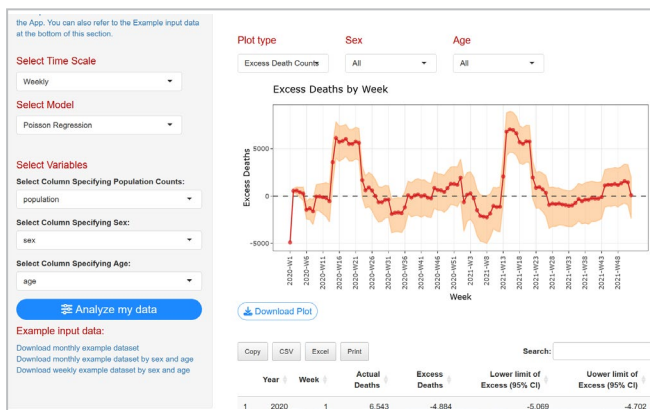 the App. You can also refer to the Example input data
at the bottom of this section.
Select Time Scale
Weekly
Select Model
Poisson Regression
Select Variables
Select Column Specifying Population Counts:
population
Select Column Specifying Sex:
sex
Select Column Specifying Age:
age
Analyze my data
Example input data:
Download monthly example dataset
Download monthly example dataset by sex and age
Download weekly example dataset by sex and age
Plot type Sex Age
Excess Death Counts All All
Excess Deaths by Week
Excess Deaths
5000
0
-5000
2020-W1 2020-W6 2020-W11 2020-W16 2020-W21 2020-W26 2020-W31 2020-W36 2020-W41 2020-W46 2020-W51 2021-W3 2021-W8 2021-W13 2021-W18 2021-W23 2021-W28 2021-W33 2021-W38 2021-W43 2021-W48
Week
Download Plot
Copy CSV Excel Print Search:
Year Week Actual Deaths Excess Deaths Lower limit of Excess (95% CI) Uower limit of Excess (95% CI)
1 2020 1 6.543 -4.884 -5.069 -4.702